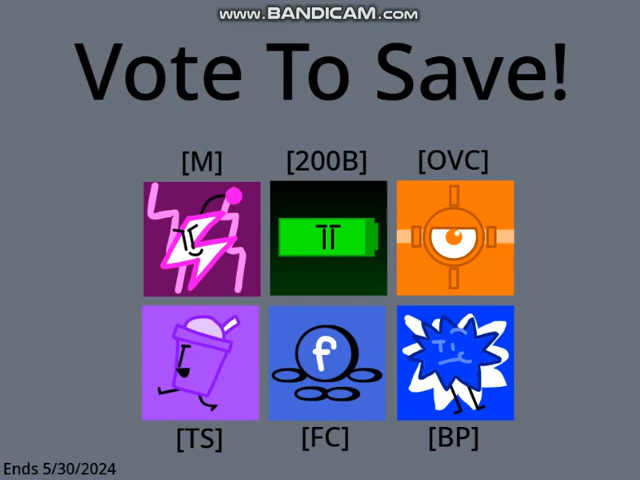 www.BANDICAM.com
Vote To Save!
[M] [200B] [OVC]
f
[TS] [FC] [BP]
Ends 5/30/2024